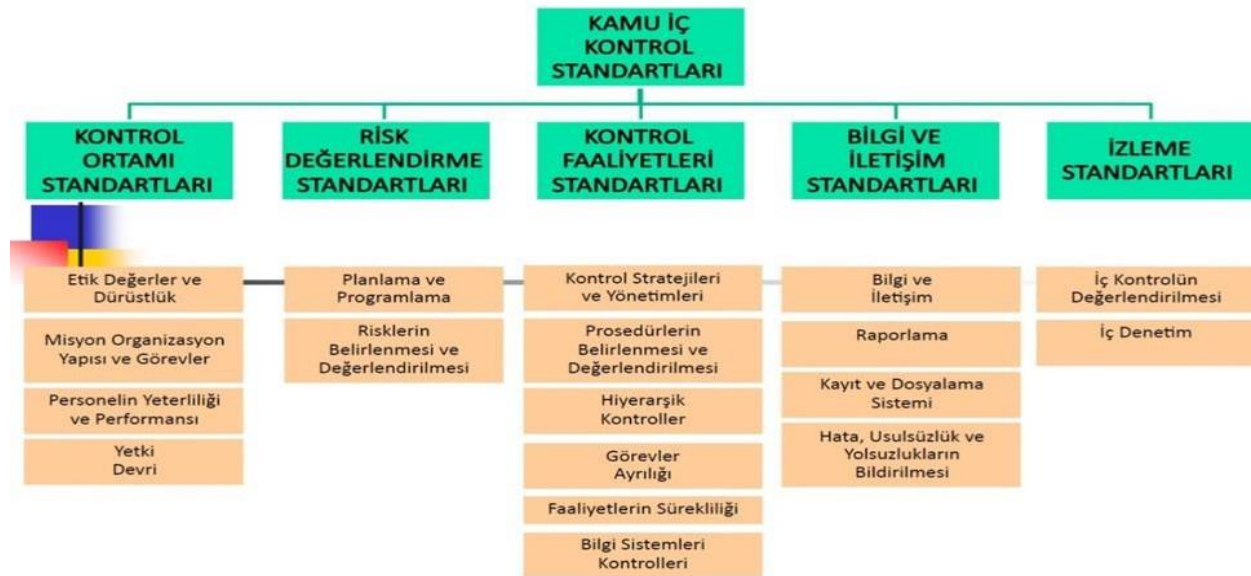 KAMU İÇ
KONTROL
STANDARTLARI
KONTROL
ORTAMI
STANDARTLARI
RİSK
DEĞERLENDİRME
STANDARTLARI
KONTROL
FAALİYETLERİ
STANDARTLARI
BİLGİ VE
İLETİŞİM
STANDARTLARI
İZLEME
STANDARTLARI
Etik Değerler ve
Dürüstlük
Misyon Organizasyon
Yapısı ve Görevler
Personelin Yeterliliği
ve Performansı
Yetki
Devri
Planlama ve
Programlama
Risklerin
Belirlenmesi ve
Değerlendirilmesi
Kontrol Stratejileri
ve Yönetimleri
Prosedürlerin
Belirlenmesi ve
Değerlendirilmesi
Hiyerarşik
Kontroller
Görevler
Ayrılığı
Faaliyetlerin Sürekliliği
Bilgi Sistemleri
Kontrolleri
Bilgi ve
İletişim
Raporlama
Kayıt ve Dosyalama
Sistemi
Hata, Usulsüzlük ve
Yolsuzlukların
Bildirilmesi
İç Kontrolün
Değerlendirilmesi
İç Denetim